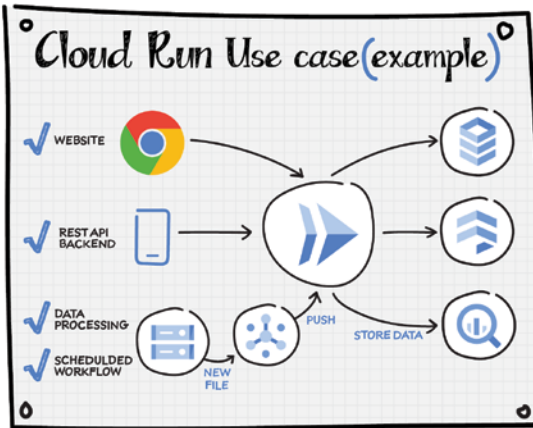 Cloud Run Use case (example)
WEBSITE
REST API
BACKEND
DATA
PROCESSING
SCHEDULDED
WORKFLOW
NEW
FILE
PUSH
STORE DATA